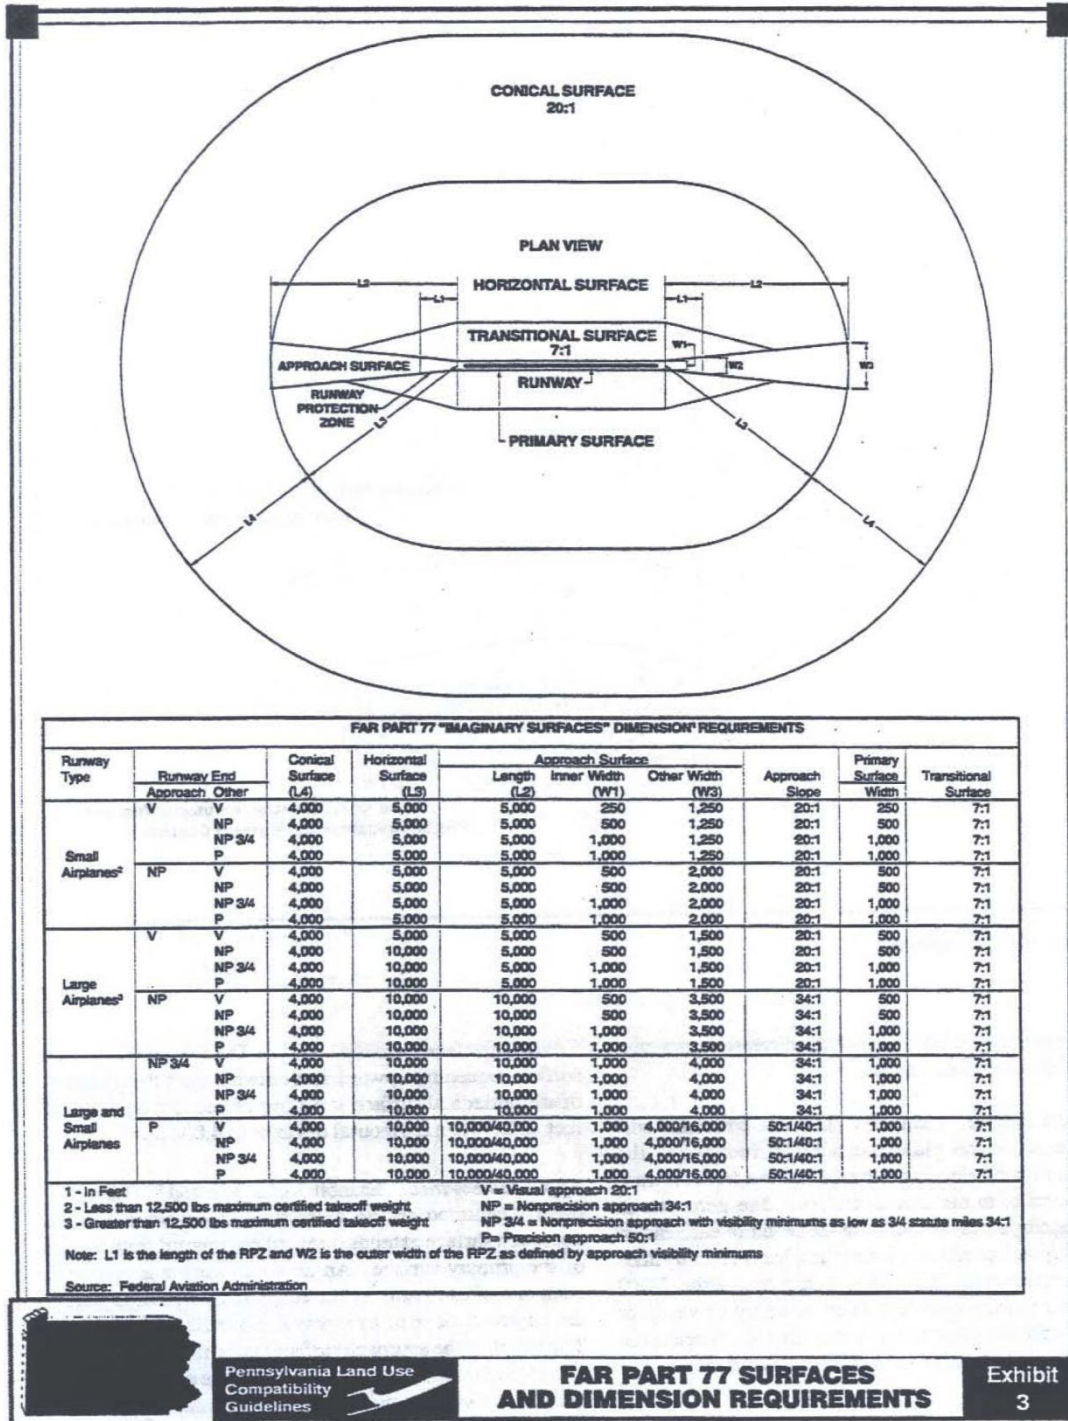 CONICAL SURFACE
20:1
PLAN VIEW
L2 HORIZONTAL SURFACE L2
L1 L1
TRANSITIONAL SURFACE
7:1
W1
APPROACH SURFACE W2 W3
RUNWAY
RUNWAY
PROTECTION
ZONE
L3 L3
PRIMARY SURFACE
L4 L4
FAR PART 77 "IMAGINARY SURFACES" DIMENSION¹ REQUIREMENTS
Runway Conical Horizontal Approach Surface Primary
Type Runway End Surface Surface Length Inner Width Other Width Approach Surface Transitional
Approach Other (L4) (L3) (L2) (W1) (W3) Slope Width Surface
V V 4,000 5,000 5,000 250 1,250 20:1 250 7:1
NP 4,000 5,000 5,000 500 1,250 20:1 500 7:1
NP 3/4 4,000 5,000 5,000 1,000 1,250 20:1 1,000 7:1
Small P 4,000 5,000 5,000 1,000 1,250 20:1 1,000 7:1
Airplanes² NP V 4,000 5,000 5,000 500 2,000 20:1 500 7:1
NP 4,000 5,000 5,000 500 2,000 20:1 500 7:1
NP 3/4 4,000 5,000 5,000 1,000 2,000 20:1 1,000 7:1
P 4,000 5,000 5,000 1,000 2,000 20:1 1,000 7:1
V V 4,000 5,000 5,000 500 1,500 20:1 500 7:1
NP 4,000 10,000 5,000 500 1,500 20:1 500 7:1
NP 3/4 4,000 10,000 5,000 1,000 1,500 20:1 1,000 7:1
Large P 4,000 10,000 5,000 1,000 1,500 20:1 1,000 7:1
Airplanes³ NP V 4,000 10,000 10,000 500 3,500 34:1 500 7:1
NP 4,000 10,000 10,000 500 3,500 34:1 500 7:1
NP 3/4 4,000 10,000 10,000 1,000 3,500 34:1 1,000 7:1
P 4,000 10,000 10,000 1,000 3,500 34:1 1,000 7:1
NP 3/4 V 4,000 10,000 10,000 1,000 4,000 34:1 1,000 7:1
NP 4,000 10,000 10,000 1,000 4,000 34:1 1,000 7:1
NP 3/4 4,000 10,000 10,000 1,000 4,000 34:1 1,000 7:1
Large and P 4,000 10,000 10,000 1,000 4,000 34:1 1,000 7:1
Small P V 4,000 10,000 10,000/40,000 1,000 4,000/16,000 50:1/40:1 1,000 7:1
Airplanes NP 4,000 10,000 10,000/40,000 1,000 4,000/16,000 50:1/40:1 1,000 7:1
NP 3/4 4,000 10,000 10,000/40,000 1,000 4,000/16,000 50:1/40:1 1,000 7:1
P 4,000 10,000 10,000/40,000 1,000 4,000/16,000 50:1/40:1 1,000 7:1
1 - In Feet V = Visual approach 20:1
2 - Less than 12,500 lbs maximum certified takeoff weight NP = Nonprecision approach 34:1
3 - Greater than 12,500 lbs maximum certified takeoff weight NP 3/4 = Nonprecision approach with visibility minimums as low as 3/4 statute miles 34:1
P= Precision approach 50:1
Note: L1 is the length of the RPZ and W2 is the outer width of the RPZ as defined by approach visibility minimums
Source: Federal Aviation Administration
Pennsylvania Land Use
Compatibility
Guidelines
FAR PART 77 SURFACES
AND DIMENSION REQUIREMENTS
Exhibit
3